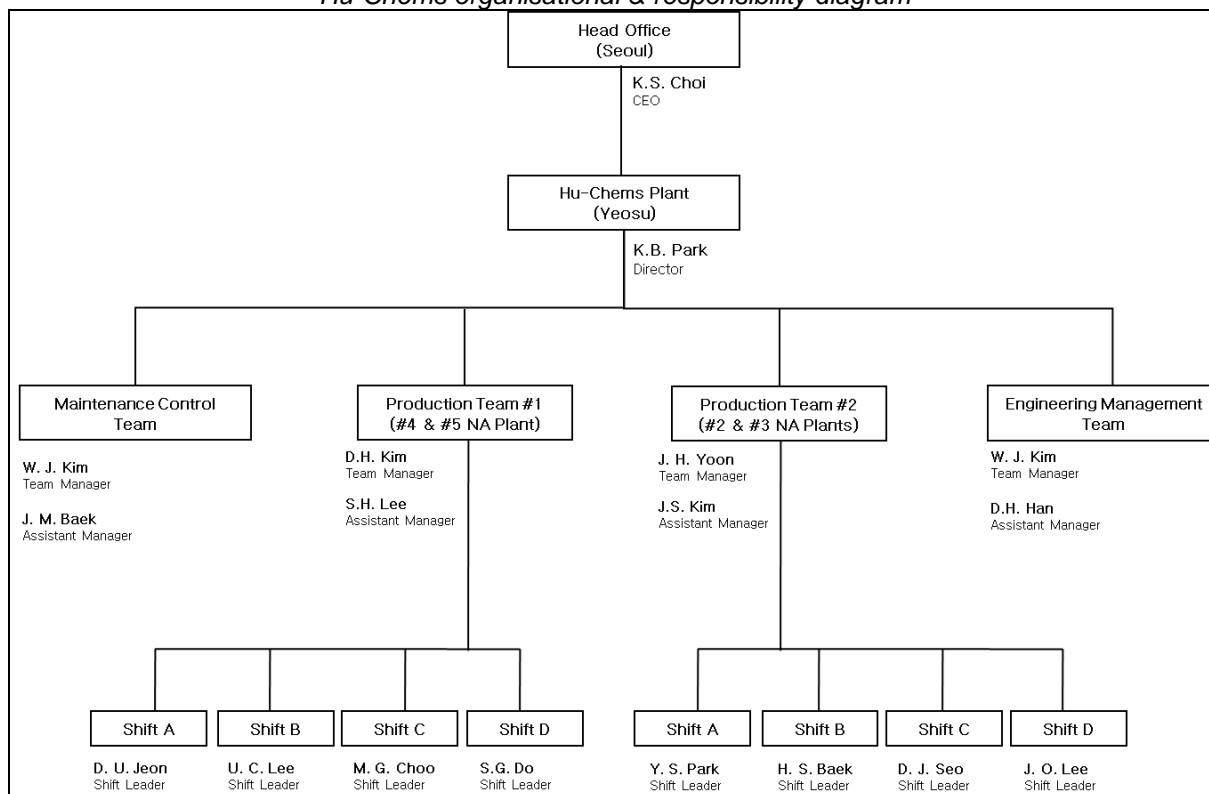 Hu-Chems organisational & responsibility diagram
Head Office
(Seoul)
K.S. Choi
CEO
Hu-Chems Plant
(Yeosu)
K.B. Park
Director
Maintenance Control
Team
W. J. Kim
Team Manager
J. M. Baek
Assistant Manager
Production Team #1
(#4 & #5 NA Plant)
D.H. Kim
Team Manager
S.H. Lee
Assistant Manager
Production Team #2
(#2 & #3 NA Plants)
J. H. Yoon
Team Manager
J.S. Kim
Assistant Manager
Engineering Management
Team
W. J. Kim
Team Manager
D.H. Han
Assistant Manager
Shift A
D. U. Jeon
Shift Leader
Shift B
U. C. Lee
Shift Leader
Shift C
M. G. Choo
Shift Leader
Shift D
S.G. Do
Shift Leader
Shift A
Y. S. Park
Shift Leader
Shift B
H. S. Baek
Shift Leader
Shift C
D. J. Seo
Shift Leader
Shift D
J. O. Lee
Shift Leader